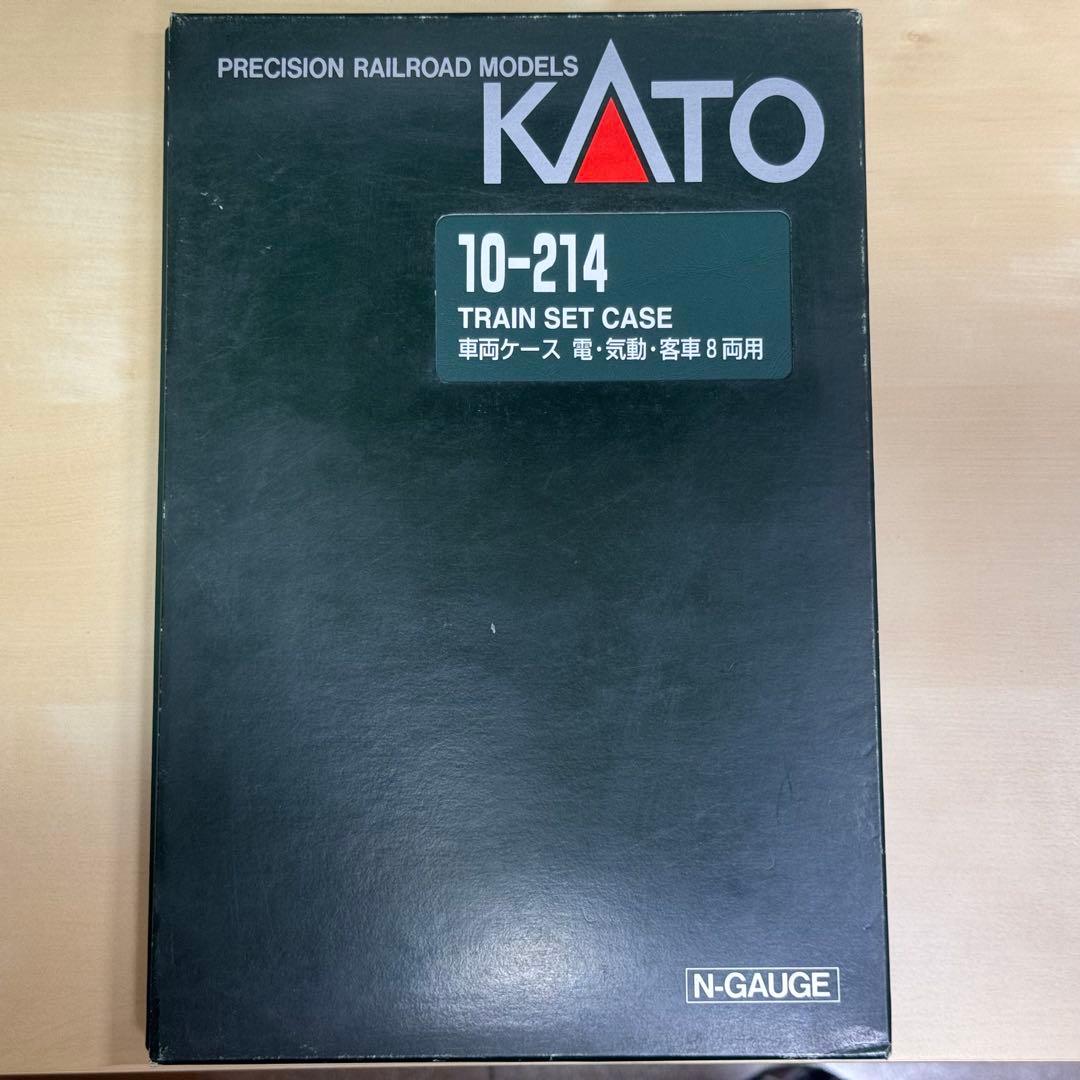 PRECISION RAILROAD MODELS
KATO
10-214
TRAIN SET CASE
車両ケース 電・気動・客車8両用
N-GAUGE